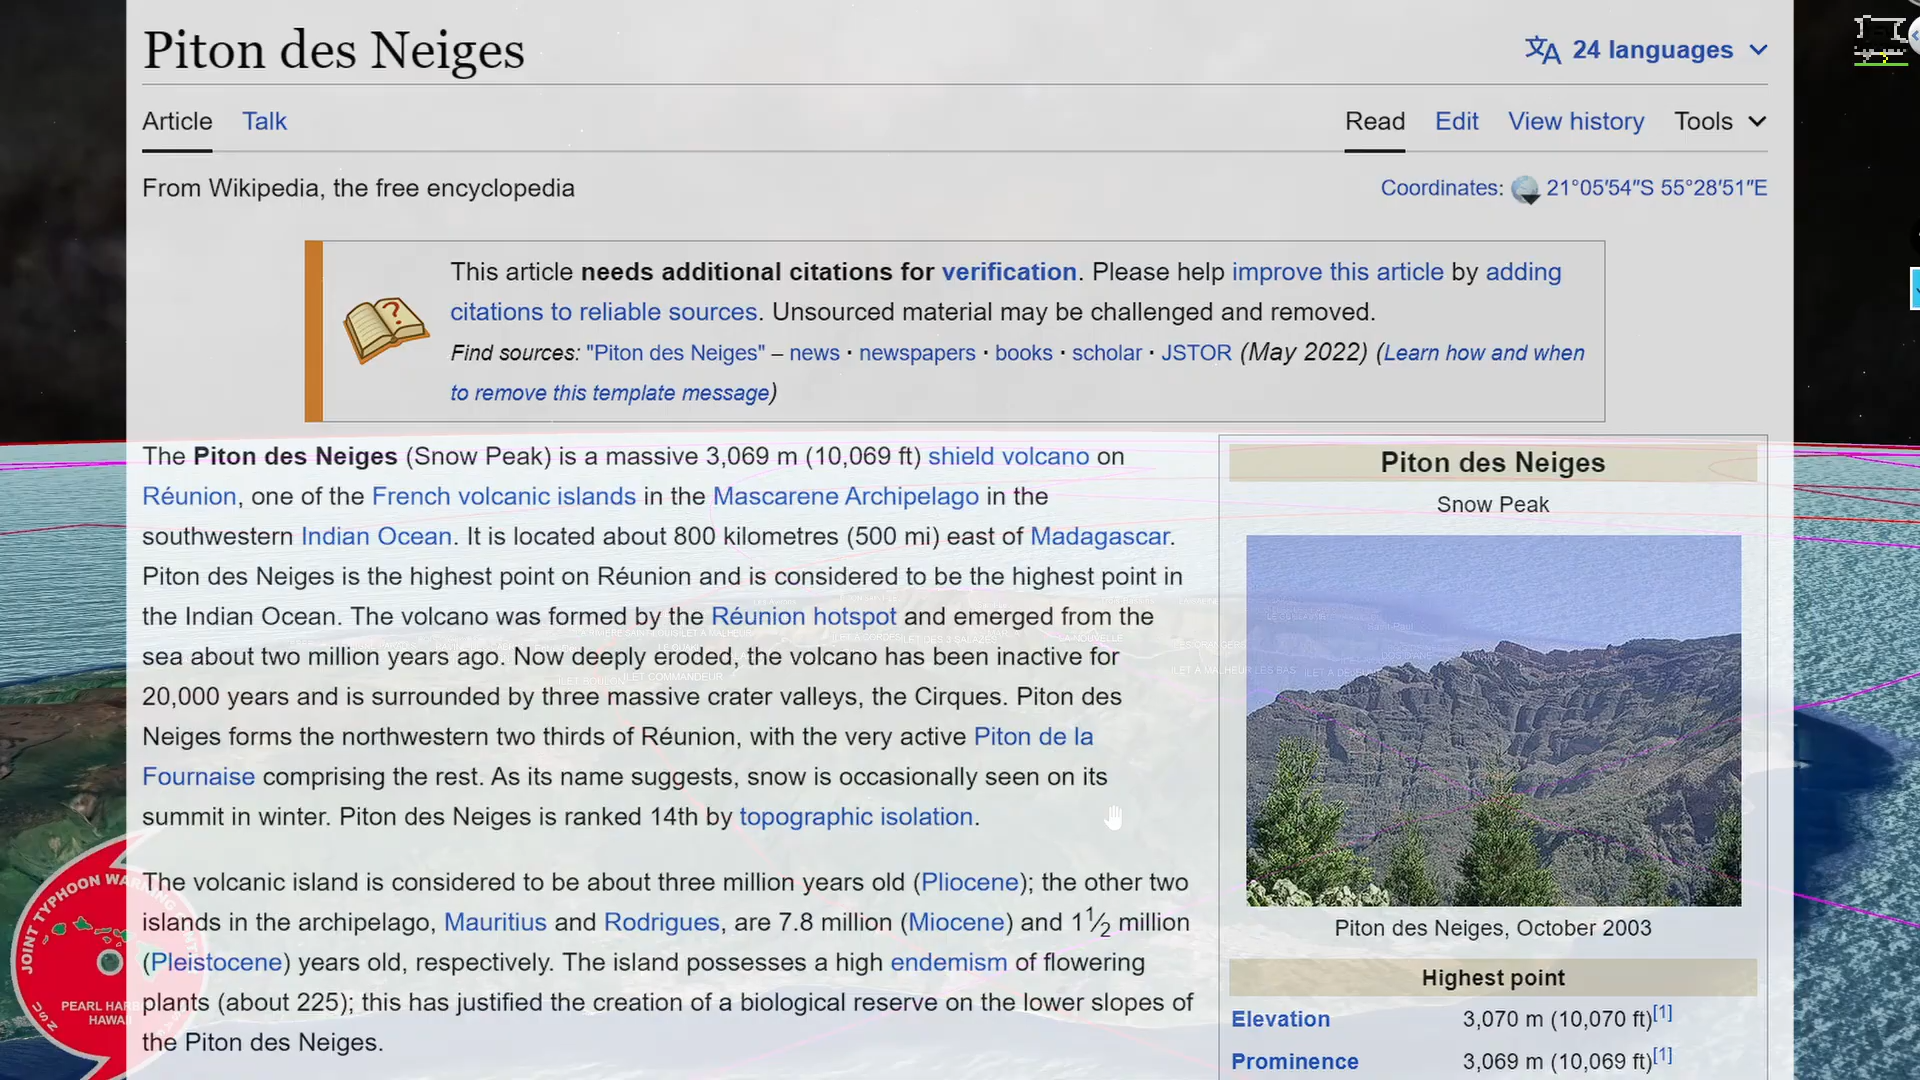 Piton des Neiges
24 languages
Article Talk
Read Edit View history Tools
From Wikipedia, the free encyclopedia
Coordinates: 21°05′54″S 55°28′51″E
This article needs additional citations for verification. Please help improve this article by adding
citations to reliable sources. Unsourced material may be challenged and removed.
Find sources: "Piton des Neiges" – news · newspapers · books · scholar · JSTOR (May 2022) (Learn how and when
to remove this template message)
The Piton des Neiges (Snow Peak) is a massive 3,069 m (10,069 ft) shield volcano on
Réunion, one of the French volcanic islands in the Mascarene Archipelago in the
southwestern Indian Ocean. It is located about 800 kilometres (500 mi) east of Madagascar.
Piton des Neiges is the highest point on Réunion and is considered to be the highest point in
the Indian Ocean. The volcano was formed by the Réunion hotspot and emerged from the
sea about two million years ago. Now deeply eroded, the volcano has been inactive for
20,000 years and is surrounded by three massive crater valleys, the Cirques. Piton des
Neiges forms the northwestern two thirds of Réunion, with the very active Piton de la
Fournaise comprising the rest. As its name suggests, snow is occasionally seen on its
summit in winter. Piton des Neiges is ranked 14th by topographic isolation.
The volcanic island is considered to be about three million years old (Pliocene); the other two
islands in the archipelago, Mauritius and Rodrigues, are 7.8 million (Miocene) and 1½ million
(Pleistocene) years old, respectively. The island possesses a high endemism of flowering
plants (about 225); this has justified the creation of a biological reserve on the lower slopes of
the Piton des Neiges.
Piton des Neiges
Snow Peak
Piton des Neiges, October 2003
Highest point
Elevation 3,070 m (10,070 ft)[1]
Prominence 3,069 m (10,069 ft)[1]
JOINT TYPHOON
PEARL
HAWAII
ILET COMMANDEUR
LA NOUVELLE